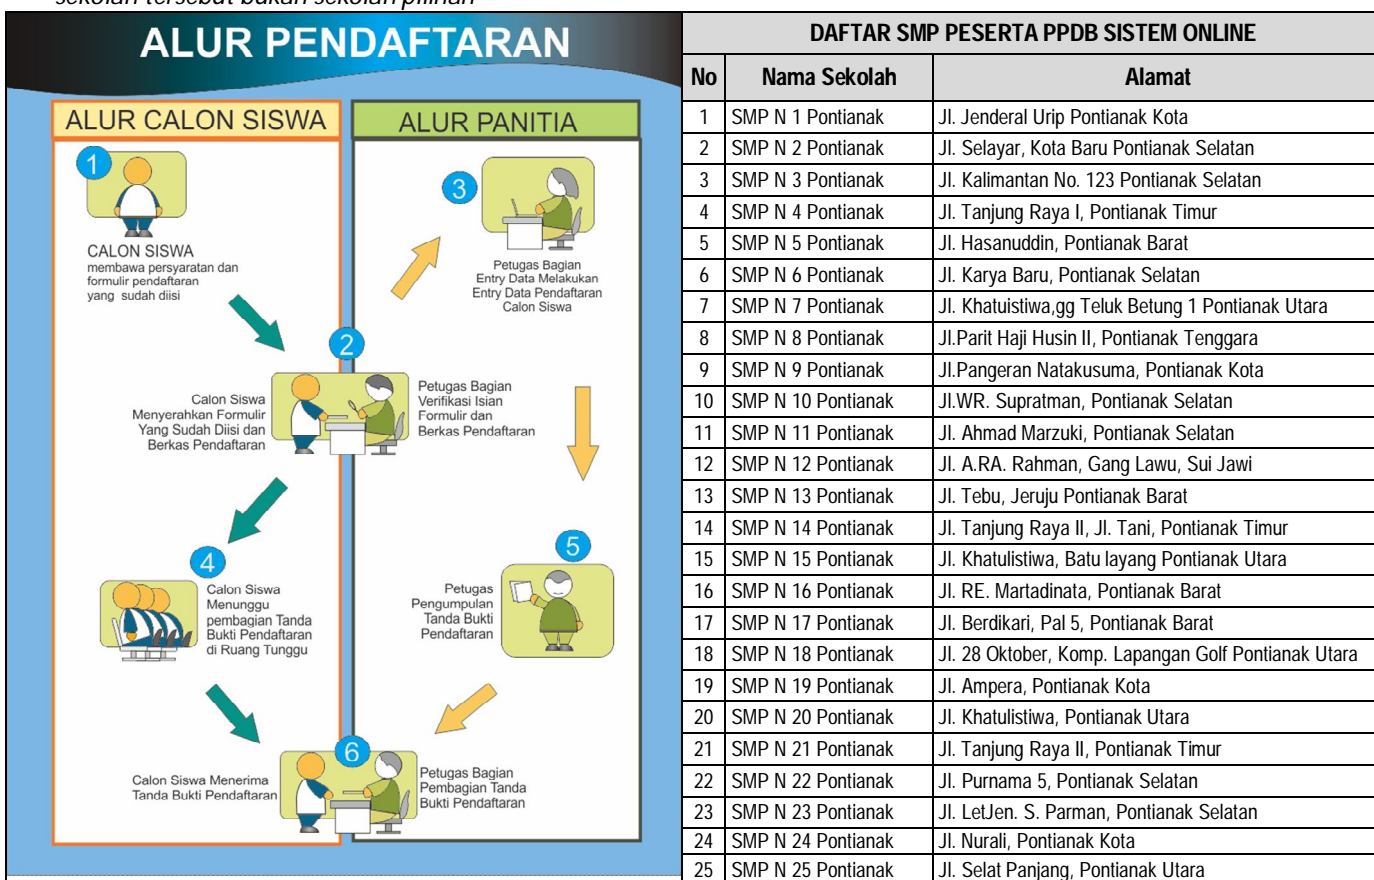 sekolah tersebut bukan sekolah pilihan
ALUR PENDAFTARAN
ALUR CALON SISWA
ALUR PANITIA
1
CALON SISWA
membawa persyaratan dan
formulir pendaftaran
yang sudah diisi
2
Calon Siswa
Menyerahkan Formulir
Yang Sudah Diisi dan
Berkas Pendaftaran
Petugas Bagian
Verifikasi Isian
Formulir dan
Berkas Pendaftaran
3
Petugas Bagian
Entry Data Melakukan
Entry Data Pendaftaran
Calon Siswa
4
Calon Siswa
Menunggu
pembagian Tanda
Bukti Pendaftaran
di Ruang Tunggu
5
Petugas
Pengumpulan
Tanda Bukti
Pendaftaran
6
Calon Siswa Menerima
Tanda Bukti Pendaftaran
Petugas Bagian
Pembagian Tanda
Bukti Pendaftaran
DAFTAR SMP PESERTA PPDB SISTEM ONLINE
No Nama Sekolah Alamat
1 SMP N 1 Pontianak Jl. Jenderal Urip Pontianak Kota
2 SMP N 2 Pontianak Jl. Selayar, Kota Baru Pontianak Selatan
3 SMP N 3 Pontianak Jl. Kalimantan No. 123 Pontianak Selatan
4 SMP N 4 Pontianak Jl. Tanjung Raya I, Pontianak Timur
5 SMP N 5 Pontianak Jl. Hasanuddin, Pontianak Barat
6 SMP N 6 Pontianak Jl. Karya Baru, Pontianak Selatan
7 SMP N 7 Pontianak Jl. Khatuistiwa,gg Teluk Betung 1 Pontianak Utara
8 SMP N 8 Pontianak Jl.Parit Haji Husin II, Pontianak Tenggara
9 SMP N 9 Pontianak Jl.Pangeran Natakusuma, Pontianak Kota
10 SMP N 10 Pontianak Jl.WR. Supratman, Pontianak Selatan
11 SMP N 11 Pontianak Jl. Ahmad Marzuki, Pontianak Selatan
12 SMP N 12 Pontianak Jl. A.RA. Rahman, Gang Lawu, Sui Jawi
13 SMP N 13 Pontianak Jl. Tebu, Jeruju Pontianak Barat
14 SMP N 14 Pontianak Jl. Tanjung Raya II, Jl. Tani, Pontianak Timur
15 SMP N 15 Pontianak Jl. Khatulistiwa, Batu layang Pontianak Utara
16 SMP N 16 Pontianak Jl. RE. Martadinata, Pontianak Barat
17 SMP N 17 Pontianak Jl. Berdikari, Pal 5, Pontianak Barat
18 SMP N 18 Pontianak Jl. 28 Oktober, Komp. Lapangan Golf Pontianak Utara
19 SMP N 19 Pontianak Jl. Ampera, Pontianak Kota
20 SMP N 20 Pontianak Jl. Khatulistiwa, Pontianak Utara
21 SMP N 21 Pontianak Jl. Tanjung Raya II, Pontianak Timur
22 SMP N 22 Pontianak Jl. Purnama 5, Pontianak Selatan
23 SMP N 23 Pontianak Jl. LetJen. S. Parman, Pontianak Selatan
24 SMP N 24 Pontianak Jl. Nurali, Pontianak Kota
25 SMP N 25 Pontianak Jl. Selat Panjang, Pontianak Utara